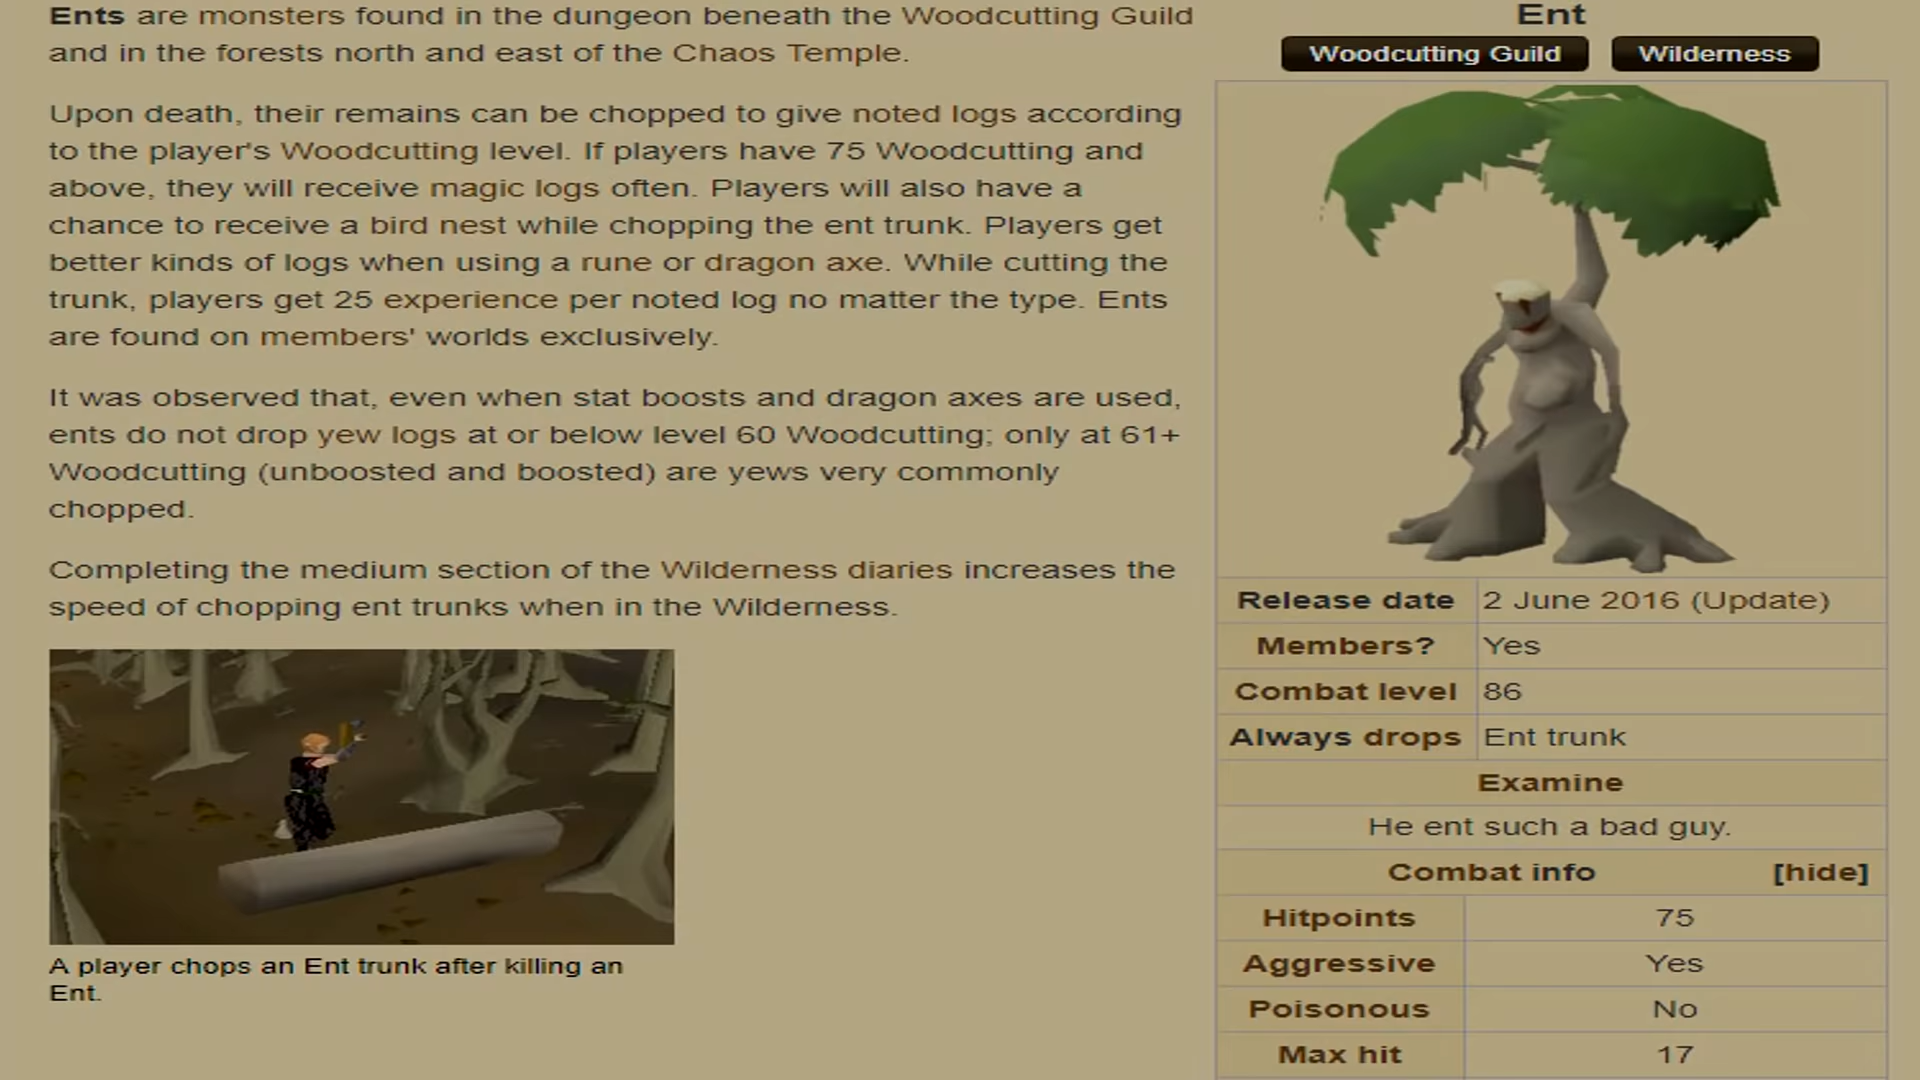 Ents are monsters found in the dungeon beneath the Woodcutting Guild
and in the forests north and east of the Chaos Temple.
Upon death, their remains can be chopped to give noted logs according
to the player's Woodcutting level. If players have 75 Woodcutting and
above, they will receive magic logs often. Players will also have a
chance to receive a bird nest while chopping the ent trunk. Players get
better kinds of logs when using a rune or dragon axe. While cutting the
trunk, players get 25 experience per noted log no matter the type. Ents
are found on members' worlds exclusively.
It was observed that, even when stat boosts and dragon axes are used,
ents do not drop yew logs at or below level 60 Woodcutting; only at 61+
Woodcutting (unboosted and boosted) are yews very commonly
chopped.
Completing the medium section of the Wilderness diaries increases the
speed of chopping ent trunks when in the Wilderness.
A player chops an Ent trunk after killing an
Ent.
Ent
Woodcutting Guild Wilderness
Release date 2 June 2016 (Update)
Members? Yes
Combat level 86
Always drops Ent trunk
Examine
He ent such a bad guy.
Combat info [hide]
Hitpoints 75
Aggressive Yes
Poisonous No
Max hit 17